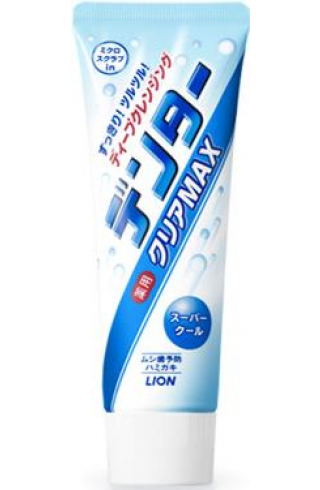 ミクロ
スクラブ
in
すっきり!ツルツル!
ディープクレンジング
デンター
薬用
クリアMAX
スーパー
クール
ムシ歯予防
ハミガキ
LION